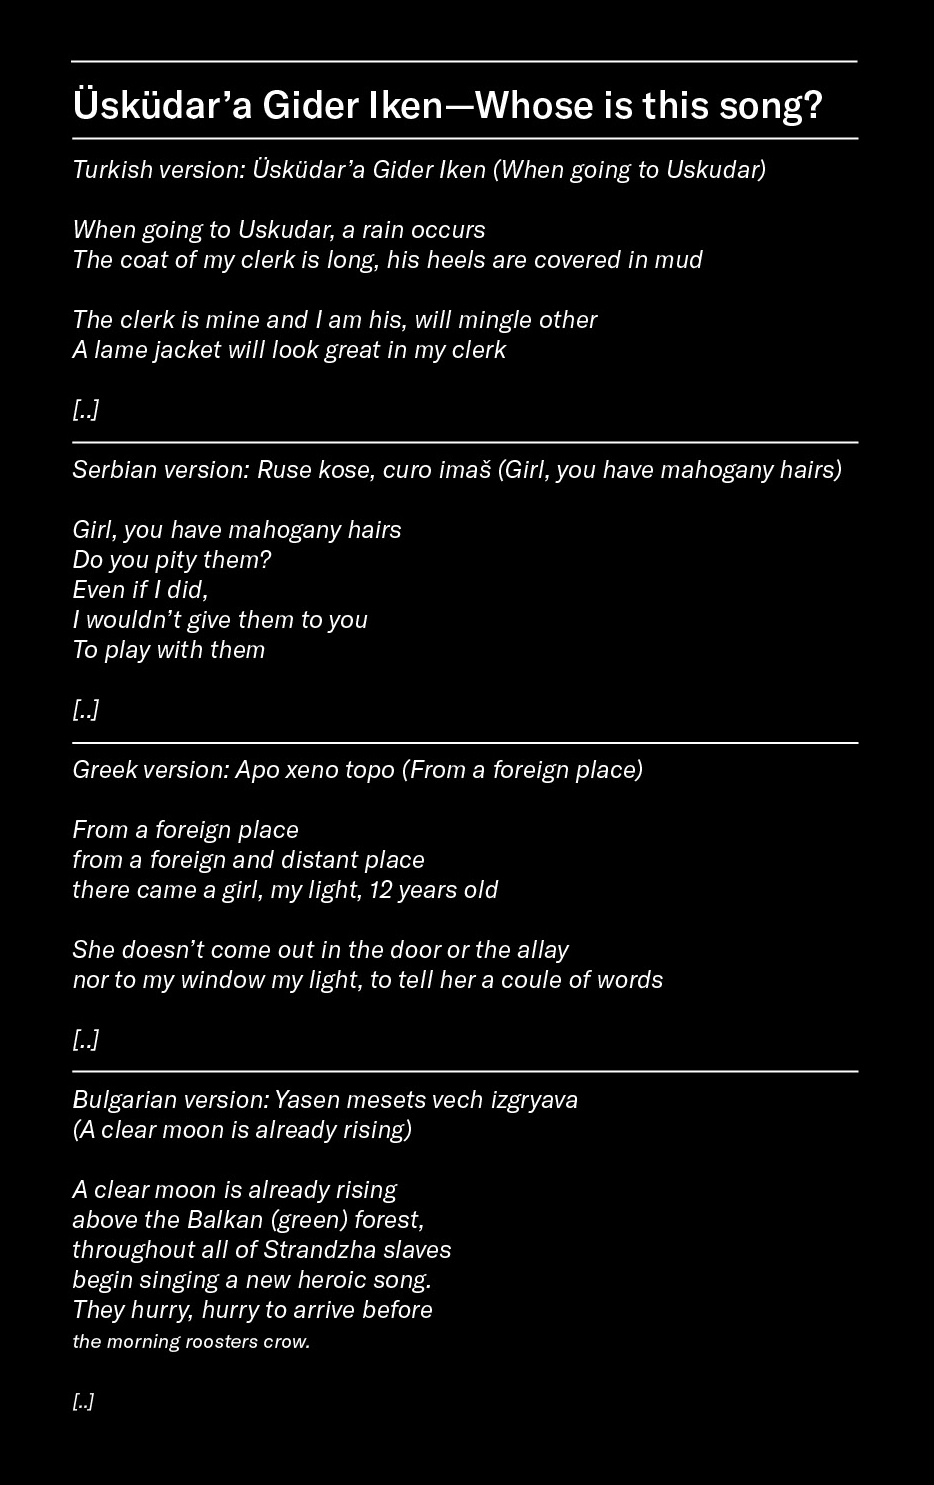 Üsküdar’a Gider Iken—Whose is this song?
Turkish version: Üsküdar’a Gider Iken (When going to Uskudar)
When going to Uskudar, a rain occurs
The coat of my clerk is long, his heels are covered in mud
The clerk is mine and I am his, will mingle other
A lame jacket will look great in my clerk
[..]
Serbian version: Ruse kose, curo imaš (Girl, you have mahogany hairs)
Girl, you have mahogany hairs
Do you pity them?
Even if I did,
I wouldn’t give them to you
To play with them
[..]
Greek version: Apo xeno topo (From a foreign place)
From a foreign place
from a foreign and distant place
there came a girl, my light, 12 years old
She doesn’t come out in the door or the allay
nor to my window my light, to tell her a coule of words
[..]
Bulgarian version: Yasen mesets vech izgryava
(A clear moon is already rising)
A clear moon is already rising
above the Balkan (green) forest,
throughout all of Strandzha slaves
begin singing a new heroic song.
They hurry, hurry to arrive before
the morning roosters crow.
[..]